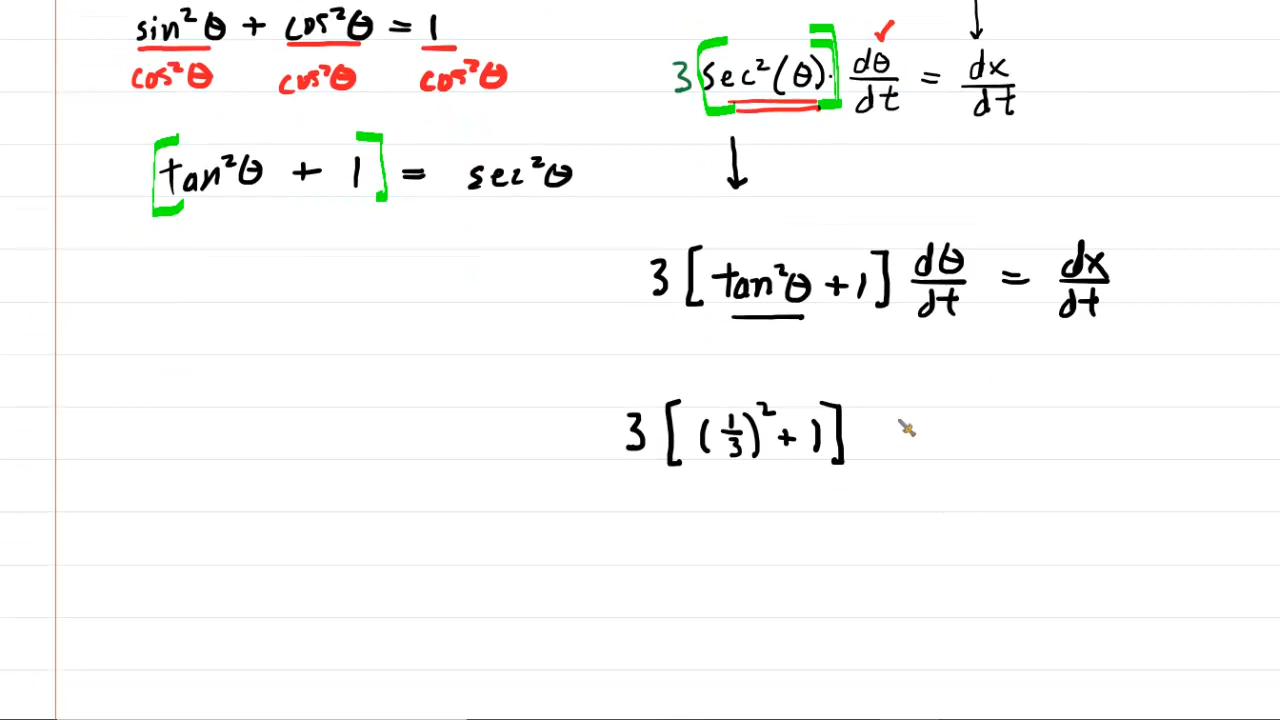 sin²θ + cos²θ = 1
cos²θ cos²θ cos²θ
[tan²θ + 1] = sec²θ
3 [sec²(θ)·] dθ/dt = dx/dt
3 [tan²θ + 1] dθ/dt = dx/dt
3 [(1/3)² + 1]